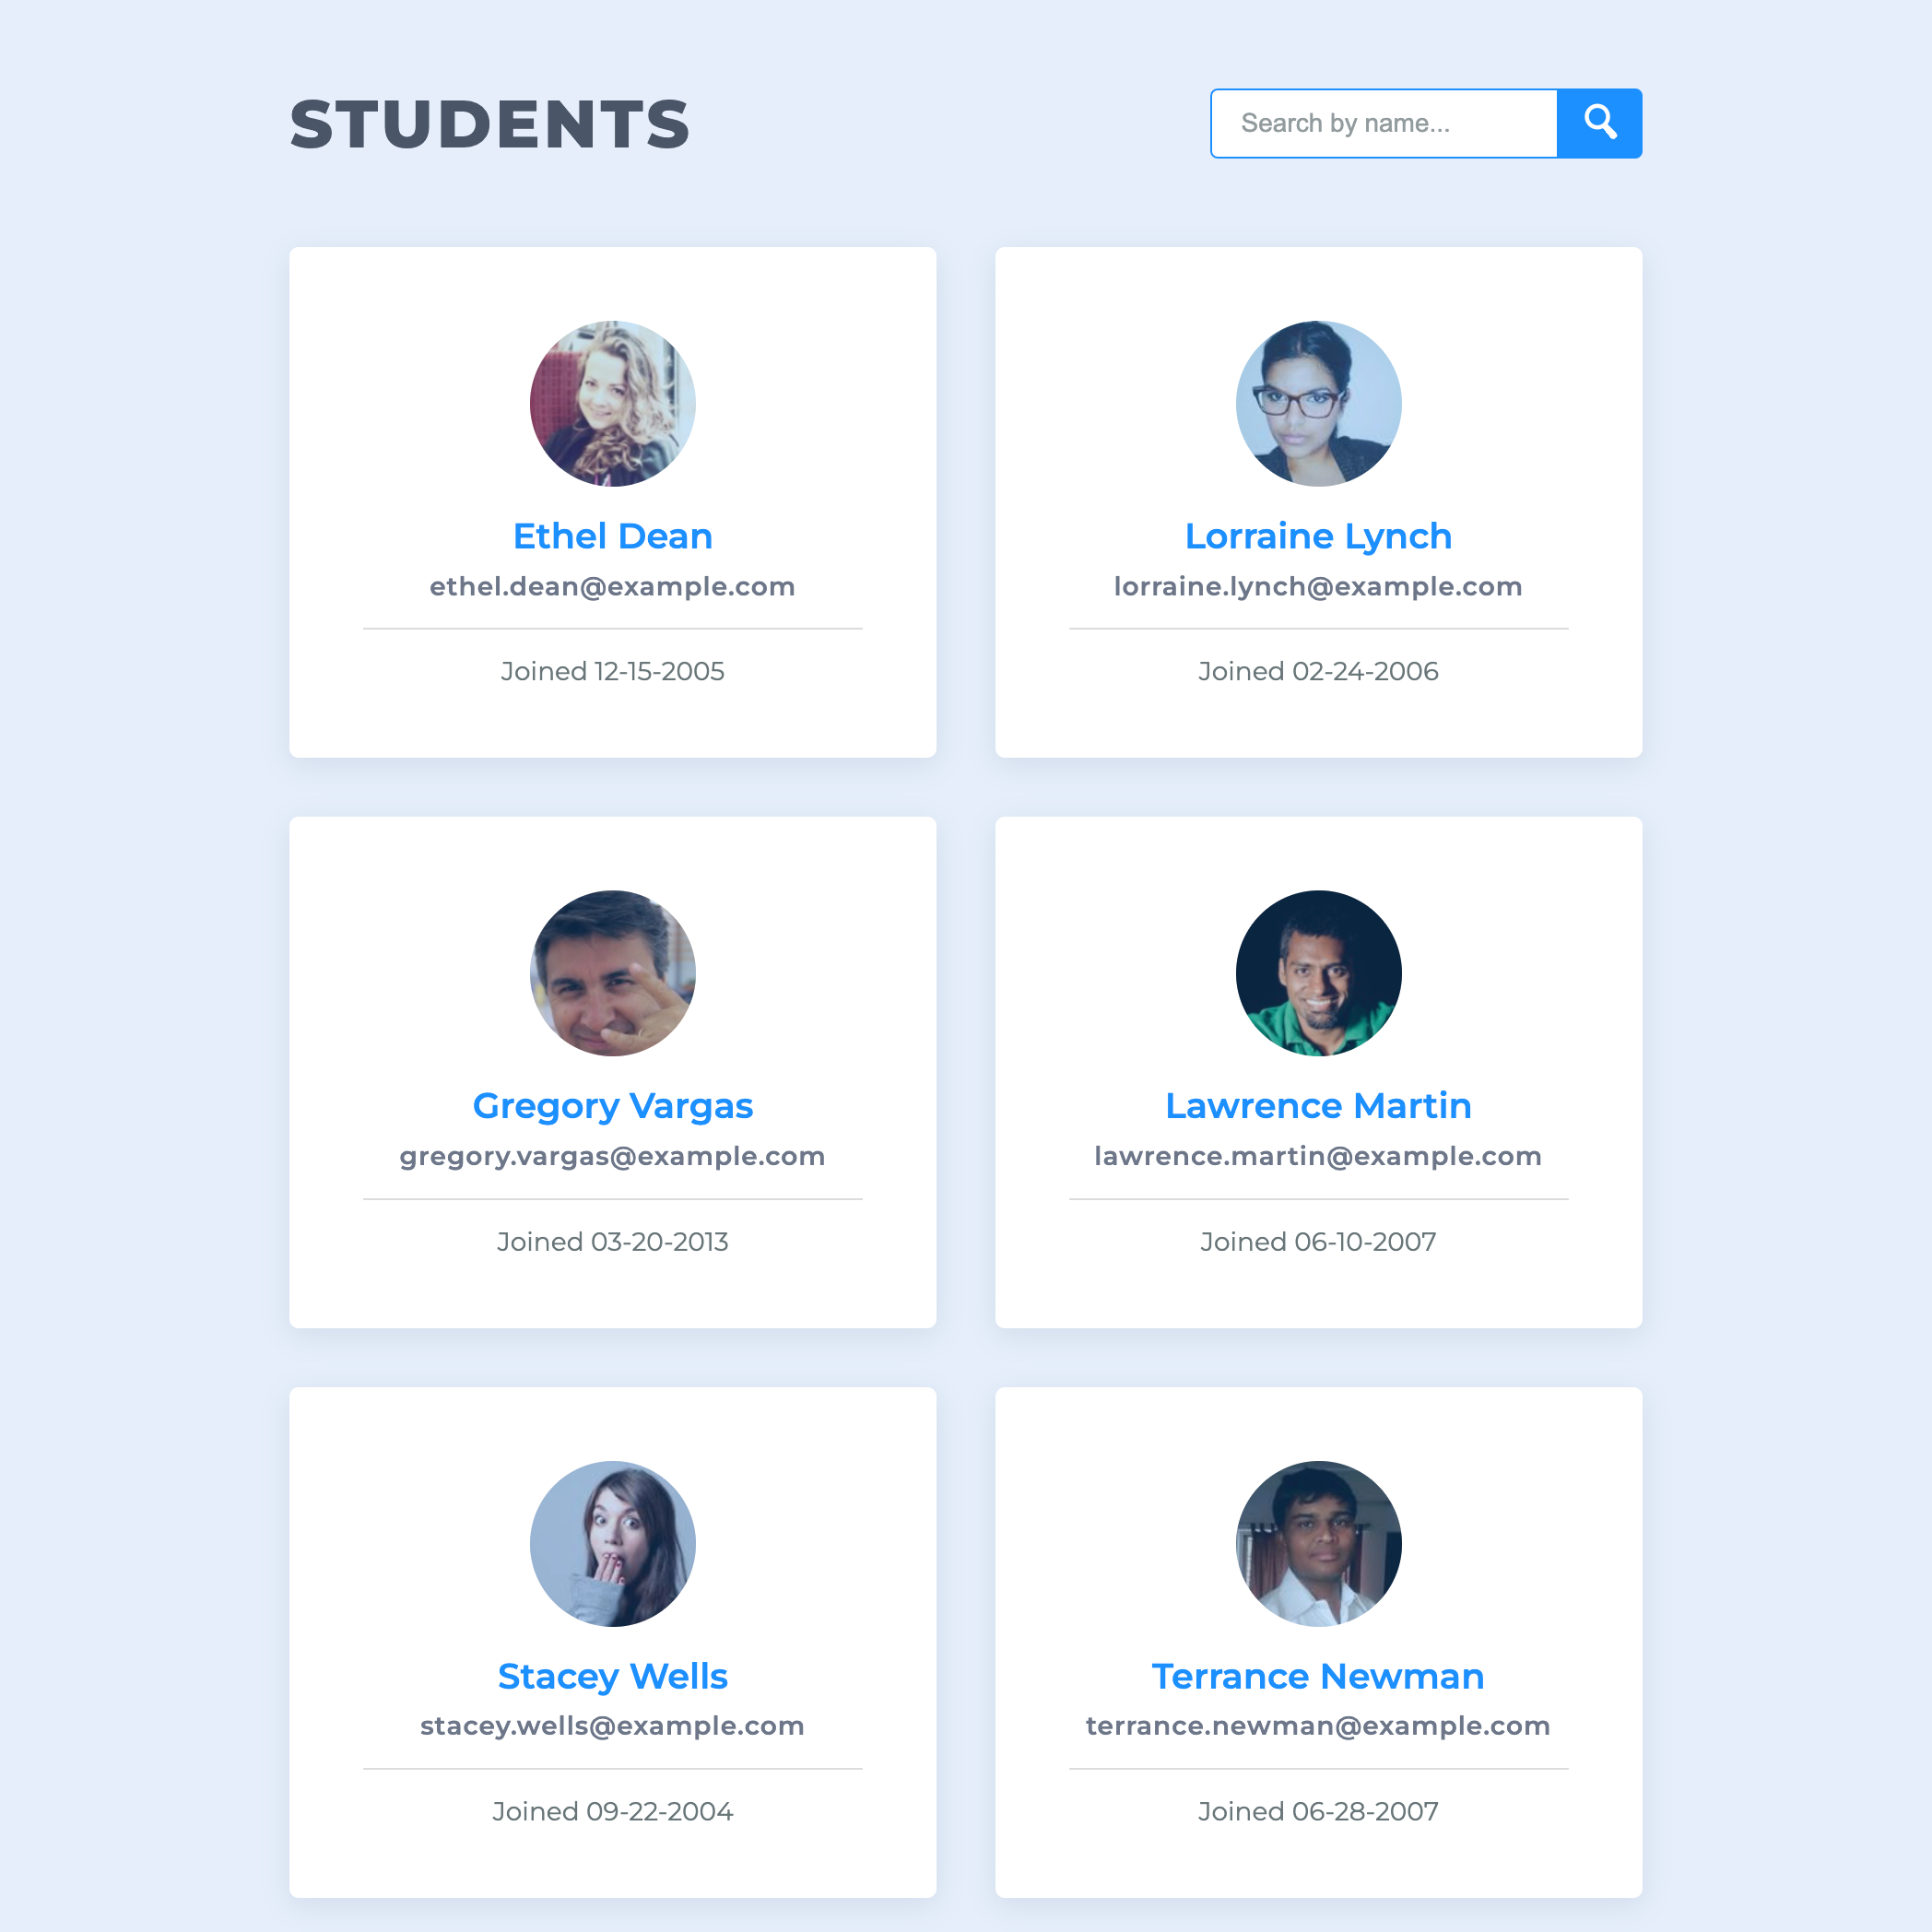 STUDENTS
Search by name...
Ethel Dean
ethel.dean@example.com
Joined 12-15-2005
Lorraine Lynch
lorraine.lynch@example.com
Joined 02-24-2006
Gregory Vargas
gregory.vargas@example.com
Joined 03-20-2013
Lawrence Martin
lawrence.martin@example.com
Joined 06-10-2007
Stacey Wells
stacey.wells@example.com
Joined 09-22-2004
Terrance Newman
terrance.newman@example.com
Joined 06-28-2007